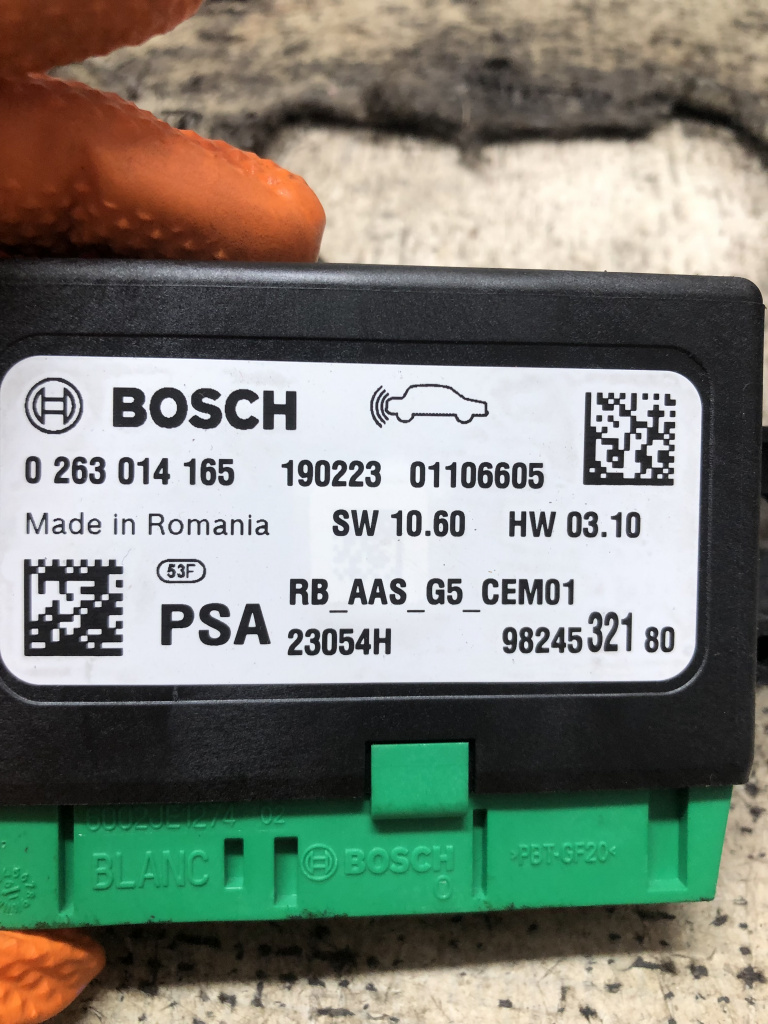 BOSCH
0 263 014 165 190223 01106605
Made in Romania SW 10.60 HW 03.10
53F
PSA RB_AAS_G5_CEM01
23054H 98245 321 80
BLANC BOSCH >PBT-GF20<